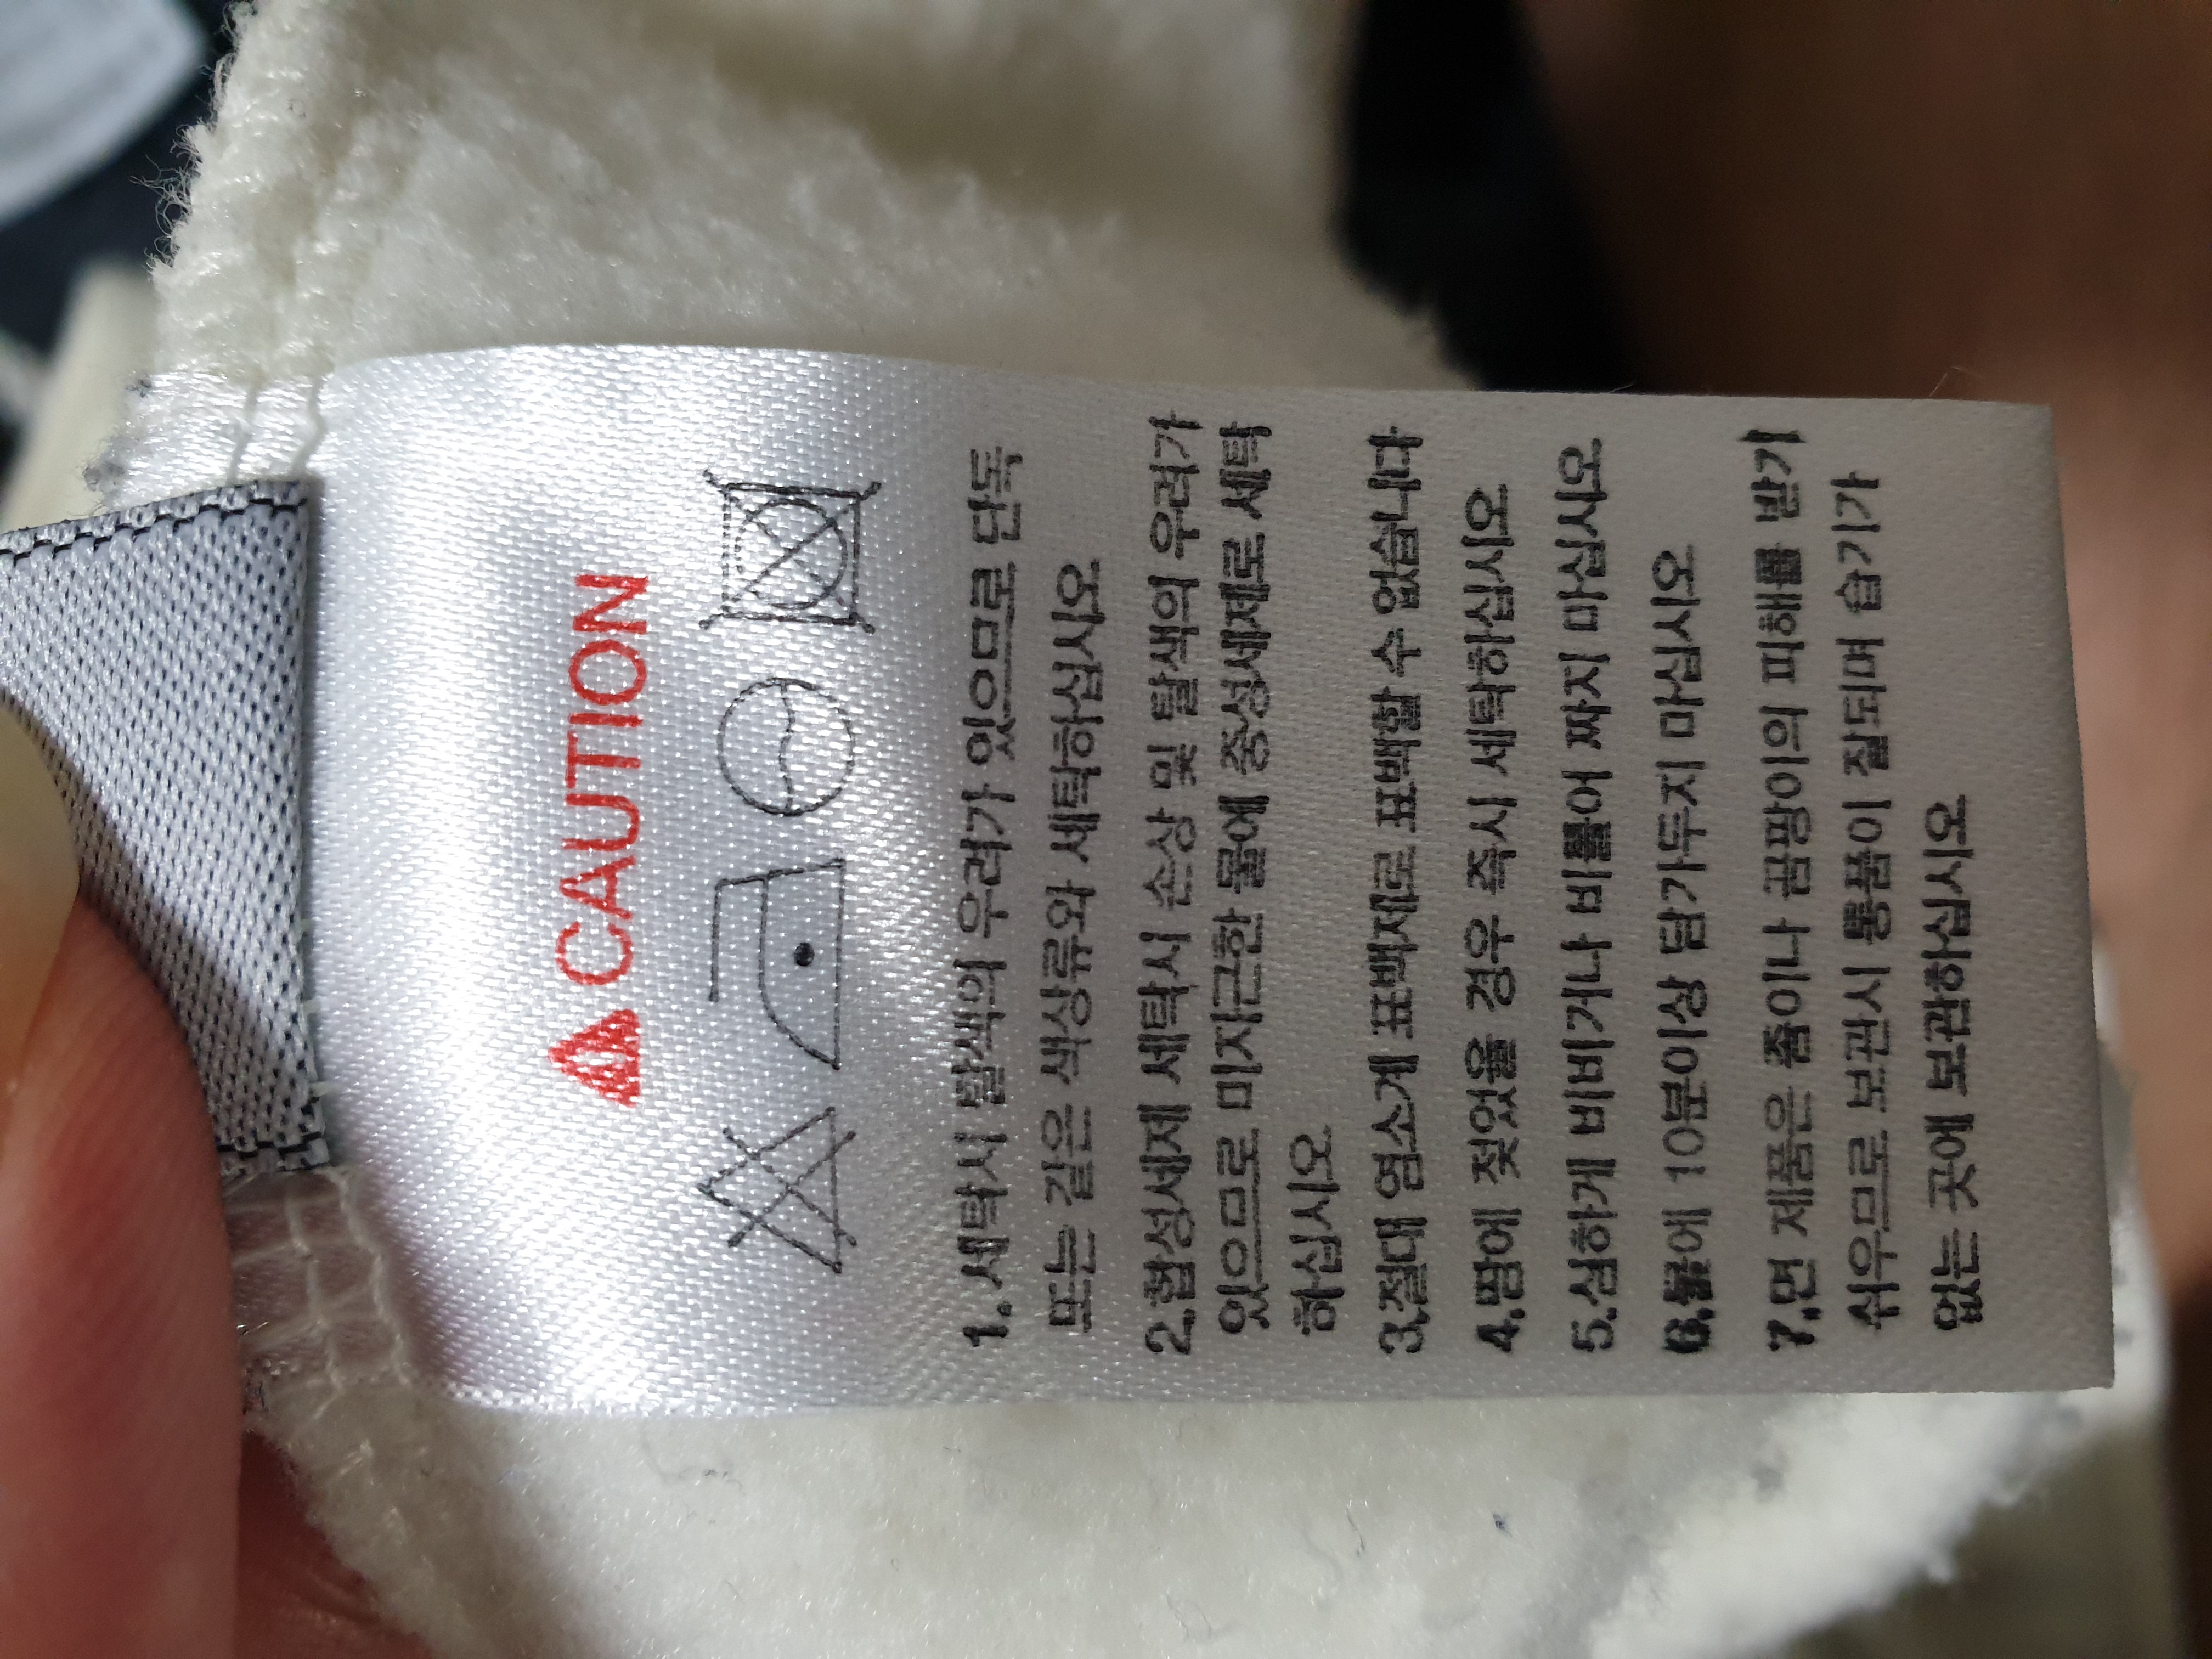 CAUTION
1. 세탁시 탈색의 우려가 있으므로 단독
또는 같은 색상류와 세탁하십시오
2.합성세제 세탁시 손상 및 탈색의 우려가
있으므로 미지근한 물에 중성세제로 세탁
하십시오
3.절대 염소계 표백제로 표백할 수 없습니다
4.땀에 젖었을 경우 즉시 세탁하십시오
5.심하게 비비거나 비틀어 짜지 마십시오
6.물에 10분이상 담가두지 마십시오
7.면 제품은 좀이나 곰팡이의 피해를 받기
쉬우므로 보관시 통품이 잘되며 습기가
없는 곳에 보관하십시오